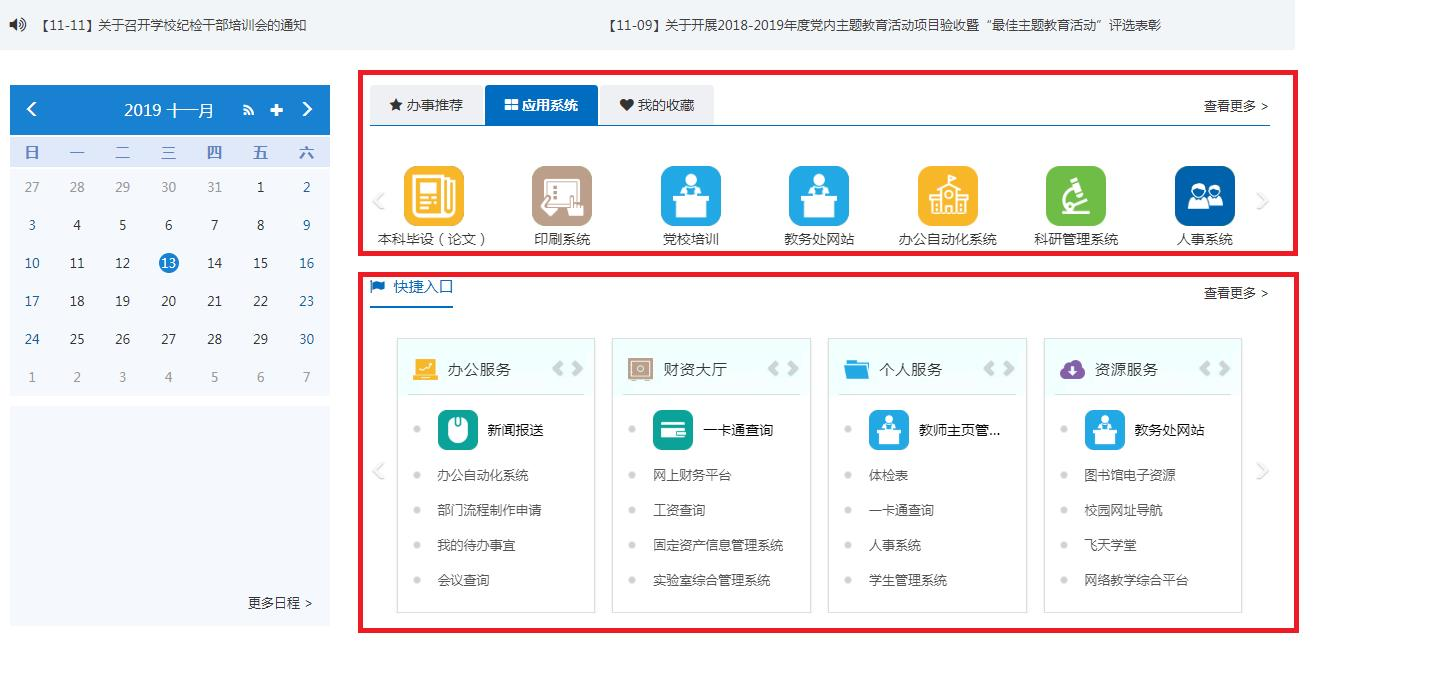 【11-11】关于召开学校纪检干部培训会的通知
【11-09】关于开展2018-2019年度党内主题教育活动项目验收暨“最佳主题教育活动”评选表彰
2019 十一月
日 一 二 三 四 五 六
27 28 29 30 31 1 2
3 4 5 6 7 8 9
10 11 12 13 14 15 16
17 18 19 20 21 22 23
24 25 26 27 28 29 30
1 2 3 4 5 6 7
更多日程 >
办事推荐 应用系统 我的收藏 查看更多 >
本科毕设（论文） 印刷系统 党校培训 教务处网站 办公自动化系统 科研管理系统 人事系统
快捷入口 查看更多 >
办公服务
新闻报送
办公自动化系统
部门流程制作申请
我的待办事宜
会议查询
财资大厅
一卡通查询
网上财务平台
工资查询
固定资产信息管理系统
实验室综合管理系统
个人服务
教师主页管...
体检表
一卡通查询
人事系统
学生管理系统
资源服务
教务处网站
图书馆电子资源
校园网址导航
飞天学堂
网络教学综合平台